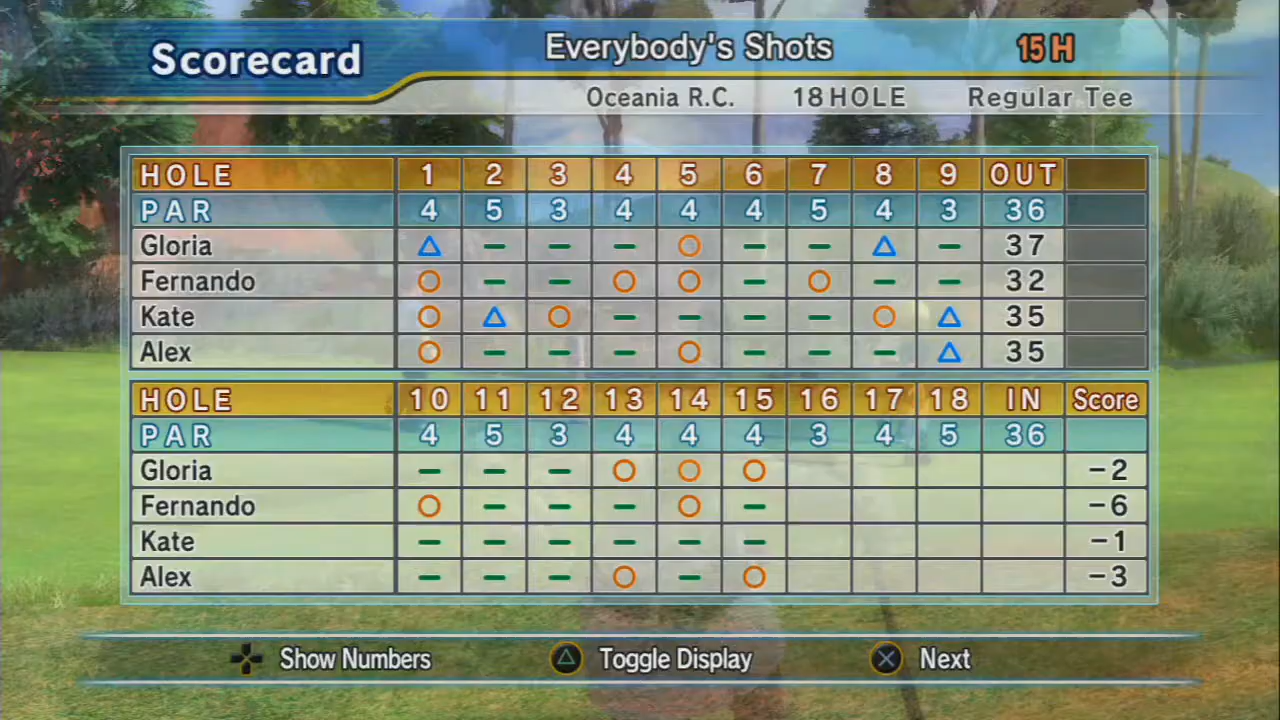 Scorecard Everybody's Shots 15 H
Oceania R.C. 18 HOLE Regular Tee
HOLE 1 2 3 4 5 6 7 8 9 OUT
PAR 4 5 3 4 4 4 5 4 3 36
Gloria △ – – – ○ – – △ – 37
Fernando ○ – – ○ ○ – ○ – – 32
Kate ○ △ ○ – – – – ○ △ 35
Alex ○ – – – ○ – – – △ 35
HOLE 10 11 12 13 14 15 16 17 18 IN Score
PAR 4 5 3 4 4 4 3 4 5 36
Gloria – – – ○ ○ ○ −2
Fernando ○ – – – ○ – −6
Kate – – – – – – −1
Alex – – – ○ – ○ −3
Show Numbers Toggle Display Next